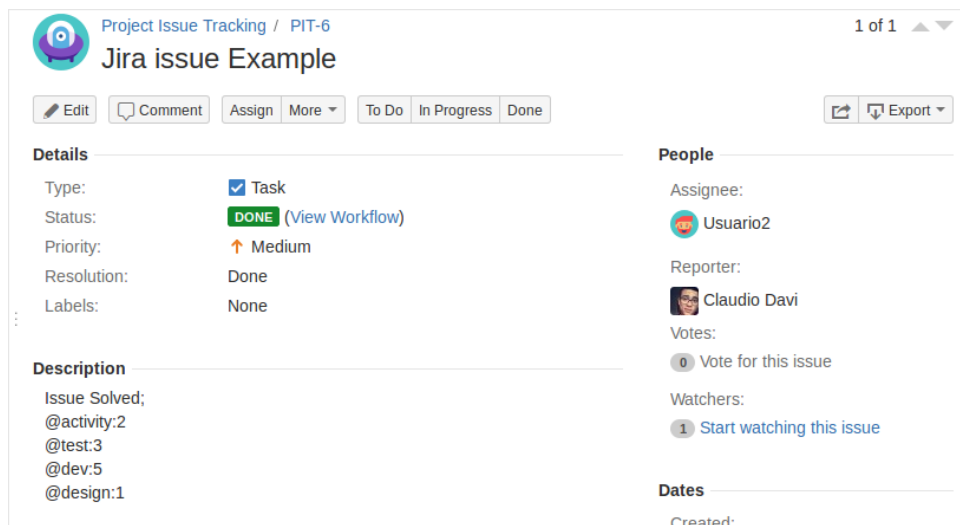 Project Issue Tracking / PIT-6
1 of 1
Jira issue Example
Edit
Comment
Assign
More
To Do
In Progress
Done
Export
Details
Type:
Task
Status:
DONE (View Workflow)
Priority:
Medium
Resolution:
Done
Labels:
None
Description
Issue Solved;
@activity:2
@test:3
@dev:5
@design:1
People
Assignee:
Usuario2
Reporter:
Claudio Davi
Votes:
0 Vote for this issue
Watchers:
1 Start watching this issue
Dates
Created: